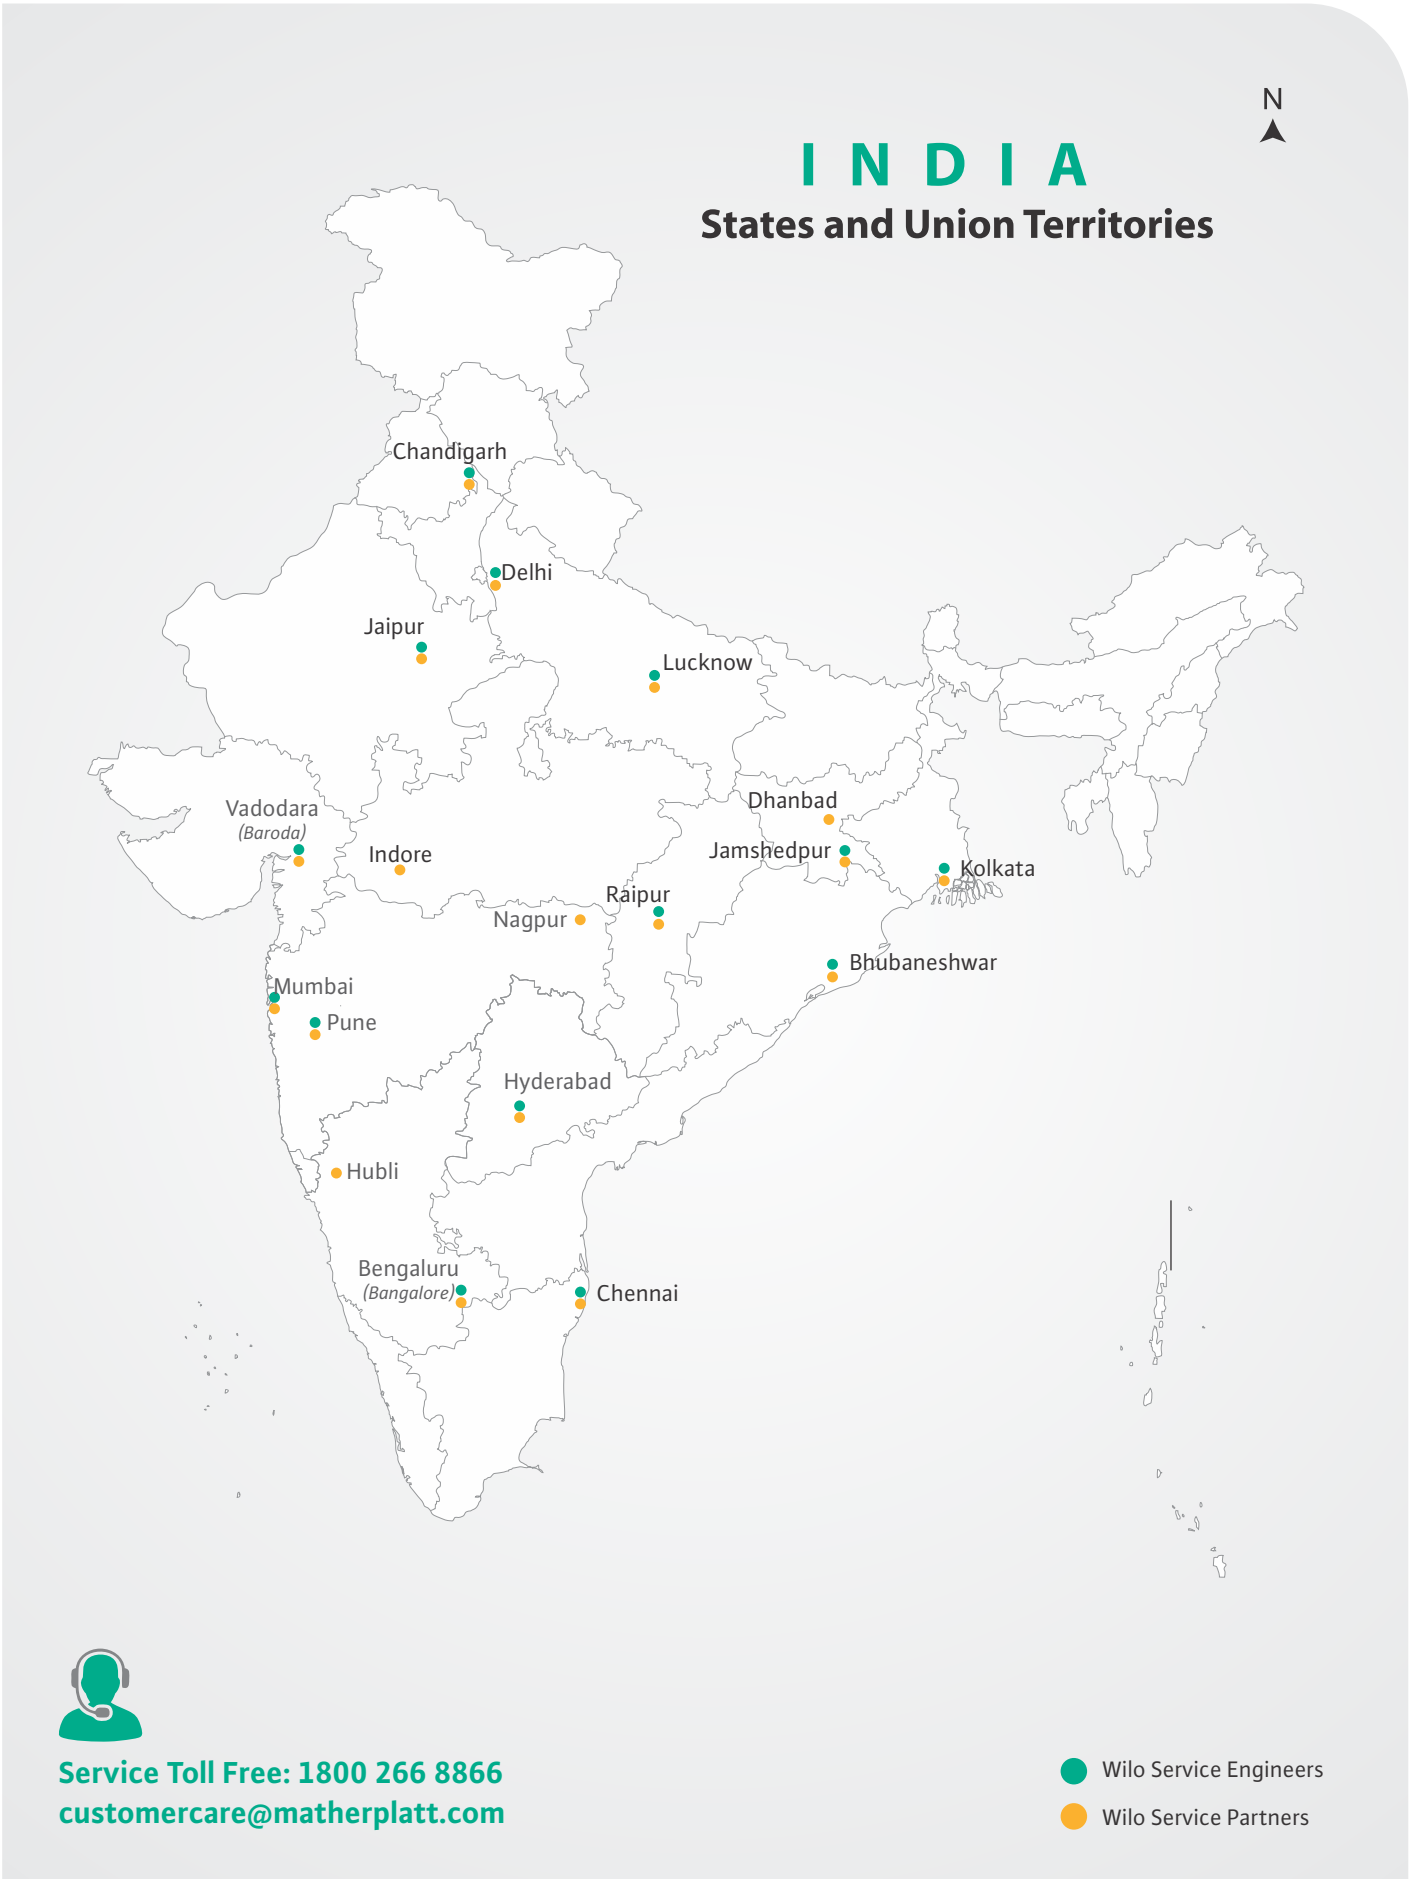 N
INDIA
States and Union Territories
Chandigarh
Delhi
Jaipur
Lucknow
Vadodara
(Baroda)
Dhanbad
Indore
Jamshedpur
Kolkata
Raipur
Nagpur
Bhubaneshwar
Mumbai
Pune
Hyderabad
Hubli
Bengaluru
(Bangalore)
Chennai
Service Toll Free: 1800 266 8866
customercare@matherplatt.com
Wilo Service Engineers
Wilo Service Partners